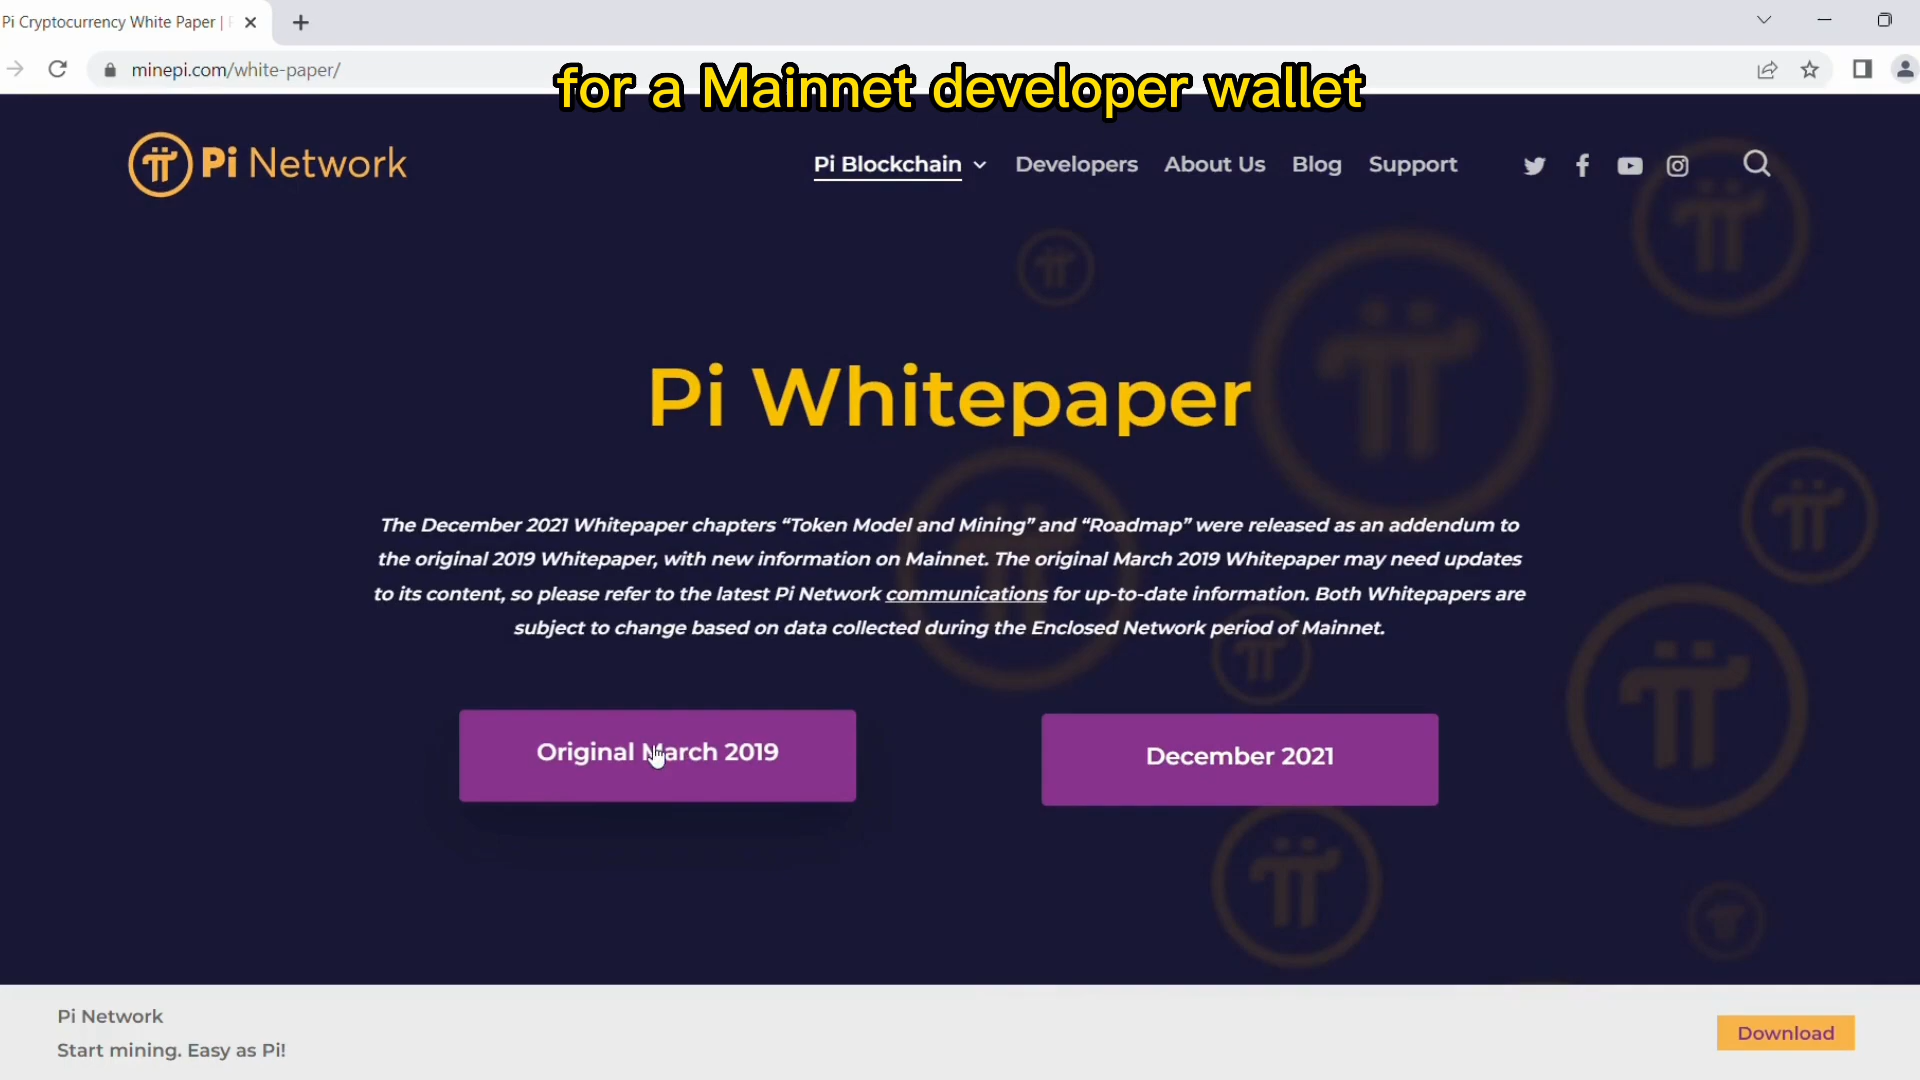 Pi Cryptocurrency White Paper |
minepi.com/white-paper/
for a Mainnet developer wallet
Pi Network
Pi Blockchain Developers About Us Blog Support
Pi Whitepaper
The December 2021 Whitepaper chapters “Token Model and Mining” and “Roadmap” were released as an addendum to
the original 2019 Whitepaper, with new information on Mainnet. The original March 2019 Whitepaper may need updates
to its content, so please refer to the latest Pi Network communications for up-to-date information. Both Whitepapers are
subject to change based on data collected during the Enclosed Network period of Mainnet.
Original March 2019
December 2021
Pi Network
Start mining. Easy as Pi!
Download